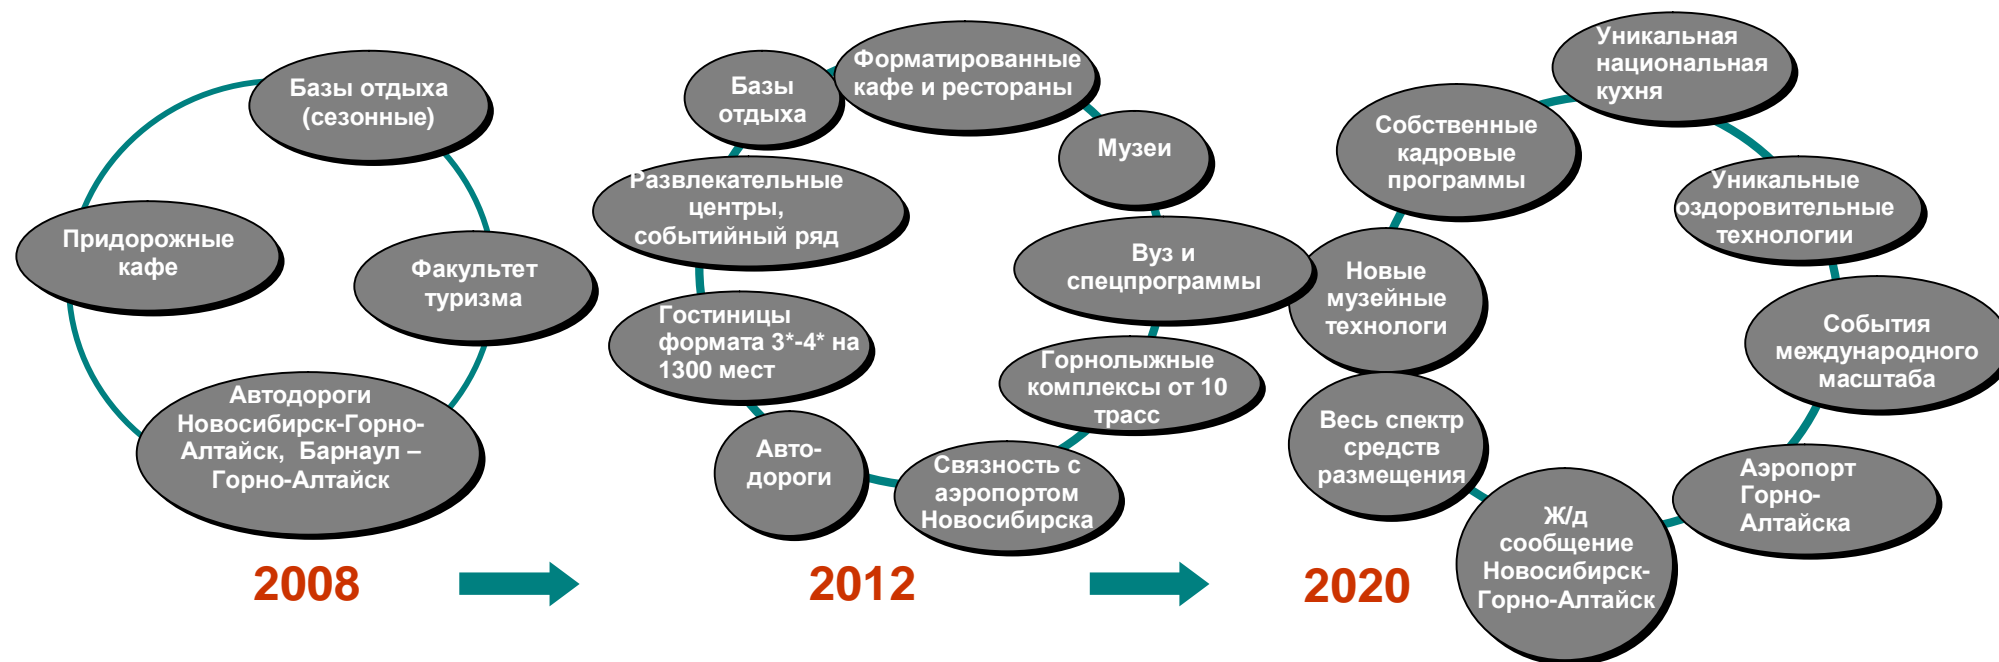 Базы отдыха
(сезонные)
Придорожные
кафе
Факультет
туризма
Автодороги
Новосибирск-Горно-
Алтайск,  Барнаул –
Горно-Алтайск
2008
Базы
отдыха
Форматированные
кафе и рестораны
Музеи
Развлекательные
центры,
событийный ряд
Вуз и
спецпрограммы
Гостиницы
формата 3*-4* на
1300 мест
Горнолыжные
комплексы от 10
трасс
Авто-
дороги
Связность с
аэропортом
Новосибирска
2012
Уникальная
национальная
кухня
Собственные
кадровые
программы
Уникальные
оздоровительные
технологии
Новые
музейные
технологи
События
международного
масштаба
Весь спектр
средств
размещения
Аэропорт
Горно-
Алтайска
Ж/д
сообщение
Новосибирск-
Горно-Алтайск
2020